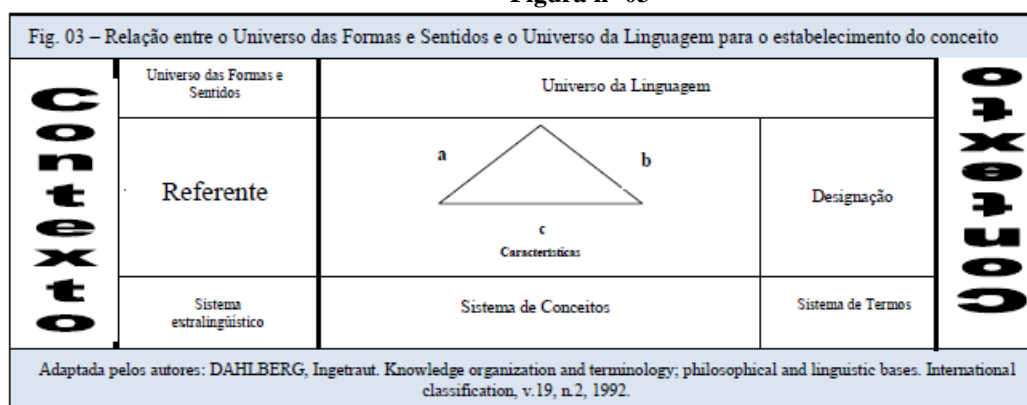 Figura nº 03
Fig. 03 – Relação entre o Universo das Formas e Sentidos e o Universo da Linguagem para o estabelecimento do conceito
Contexto
Universo das Formas e
Sentidos
Universo da Linguagem
Referente
a
b
c
Características
Designação
Sistema
extralingüístico
Sistema de Conceitos
Sistema de Termos
Contexto
Adaptada pelos autores: DAHLBERG, Ingetraut. Knowledge organization and terminology; philosophical and linguistic bases. International
classification, v.19, n.2, 1992.